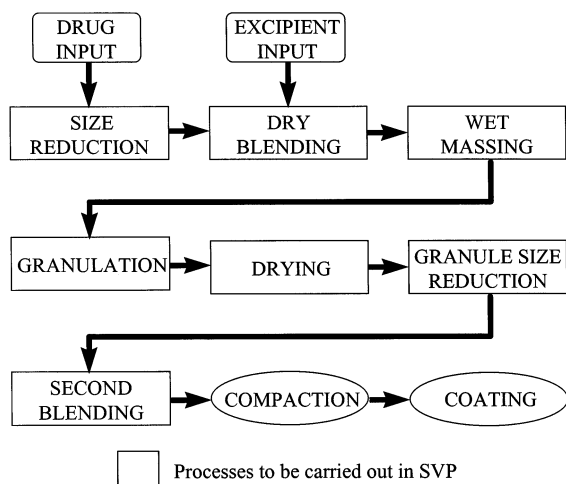 DRUG
INPUT
EXCIPIENT
INPUT
SIZE
REDUCTION
DRY
BLENDING
WET
MASSING
GRANULATION
DRYING
GRANULE SIZE
REDUCTION
SECOND
BLENDING
COMPACTION
COATING
Processes to be carried out in SVP